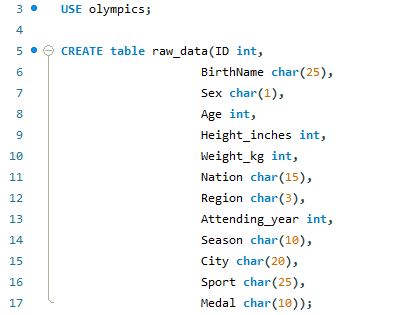 3 USE olympics;
4
5 CREATE table raw_data(ID int,
6 BirthName char(25),
7 Sex char(1),
8 Age int,
9 Height_inches int,
10 Weight_kg int,
11 Nation char(15),
12 Region char(3),
13 Attending_year int,
14 Season char(10),
15 City char(20),
16 Sport char(25),
17 Medal char(10));